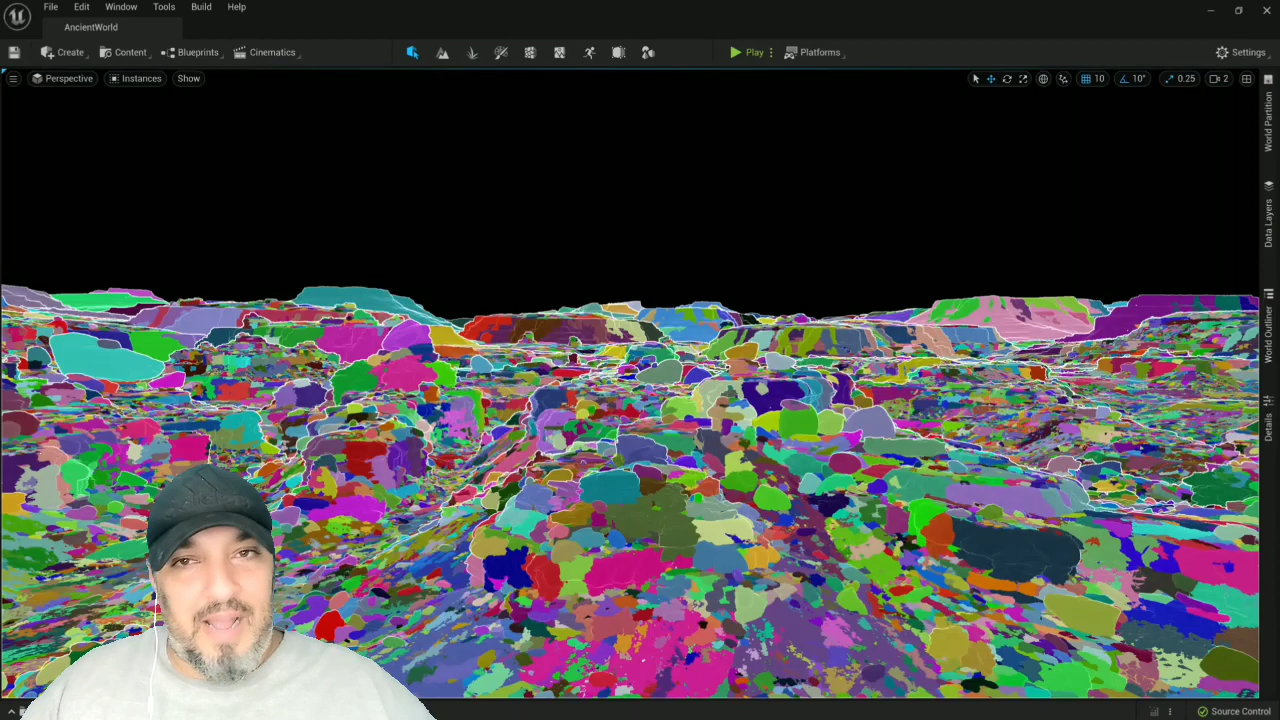 File Edit Window Tools Build Help
AncientWorld
Create Content Blueprints Cinematics Play Platforms Settings
Perspective Instances Show 10 10° 0.25 2
World Partition
Data Layers
World Outliner
Details
Source Control